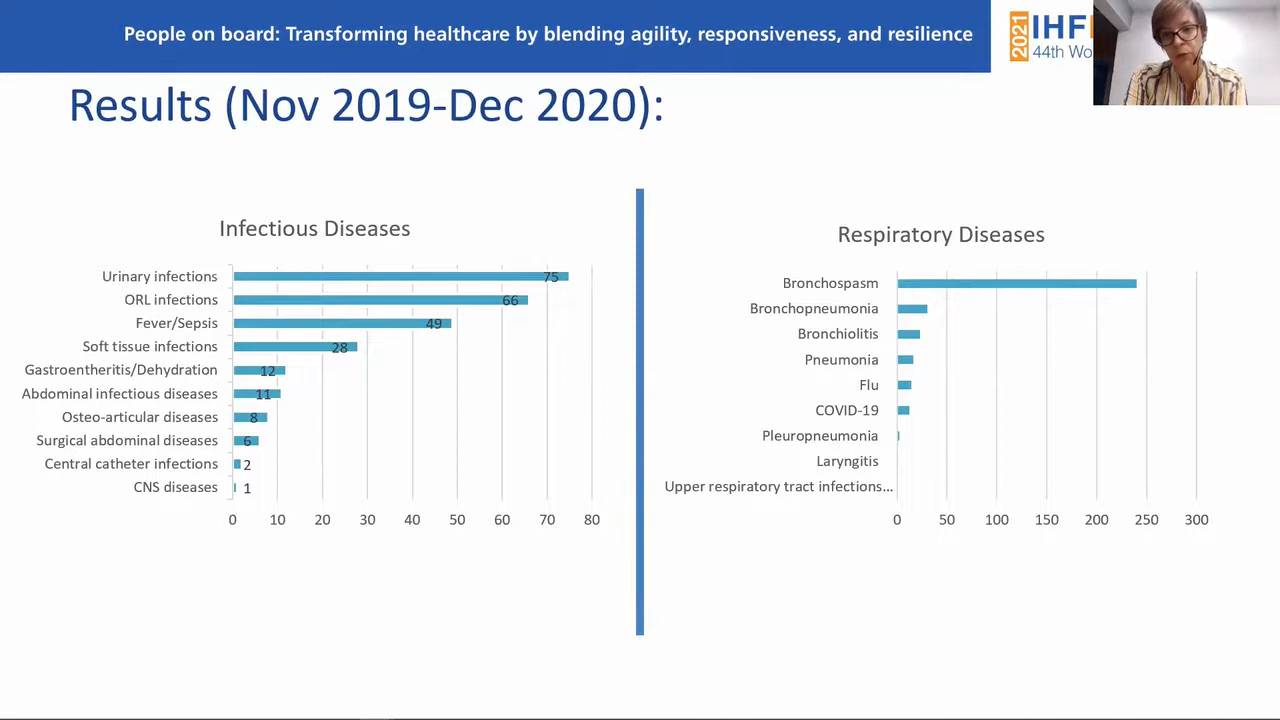 People on board: Transforming healthcare by blending agility, responsiveness, and resilience
2021
IHF
44th Wo
Results (Nov 2019-Dec 2020):
Infectious Diseases
Urinary infections 75
ORL infections 66
Fever/Sepsis 49
Soft tissue infections 28
Gastroentheritis/Dehydration 12
Abdominal infectious diseases 11
Osteo-articular diseases 8
Surgical abdominal diseases 6
Central catheter infections 2
CNS diseases 1
0 10 20 30 40 50 60 70 80
Respiratory Diseases
Bronchospasm
Bronchopneumonia
Bronchiolitis
Pneumonia
Flu
COVID-19
Pleuropneumonia
Laryngitis
Upper respiratory tract infections...
0 50 100 150 200 250 300